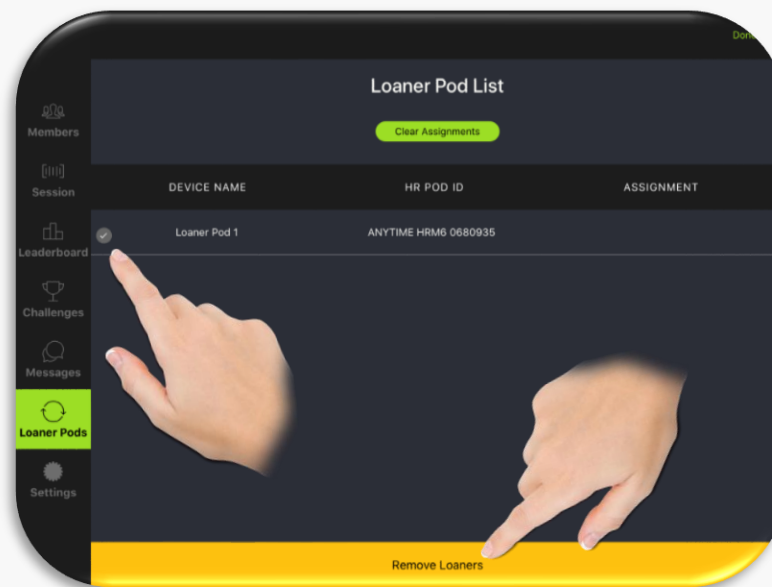 Done
Loaner Pod List
Clear Assignments
Members
Session
Leaderboard
Challenges
Messages
Loaner Pods
Settings
DEVICE NAME HR POD ID ASSIGNMENT
Loaner Pod 1 ANYTIME HRM6 0680935
Remove Loaners